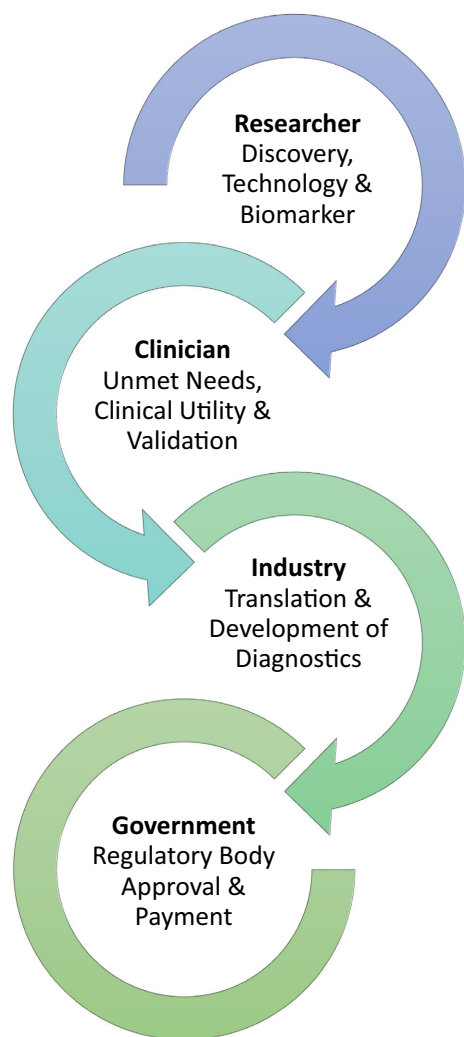 Researcher
Discovery,
Technology &
Biomarker
Clinician
Unmet Needs,
Clinical Utility &
Validation
Industry
Translation &
Development of
Diagnostics
Government
Regulatory Body
Approval &
Payment